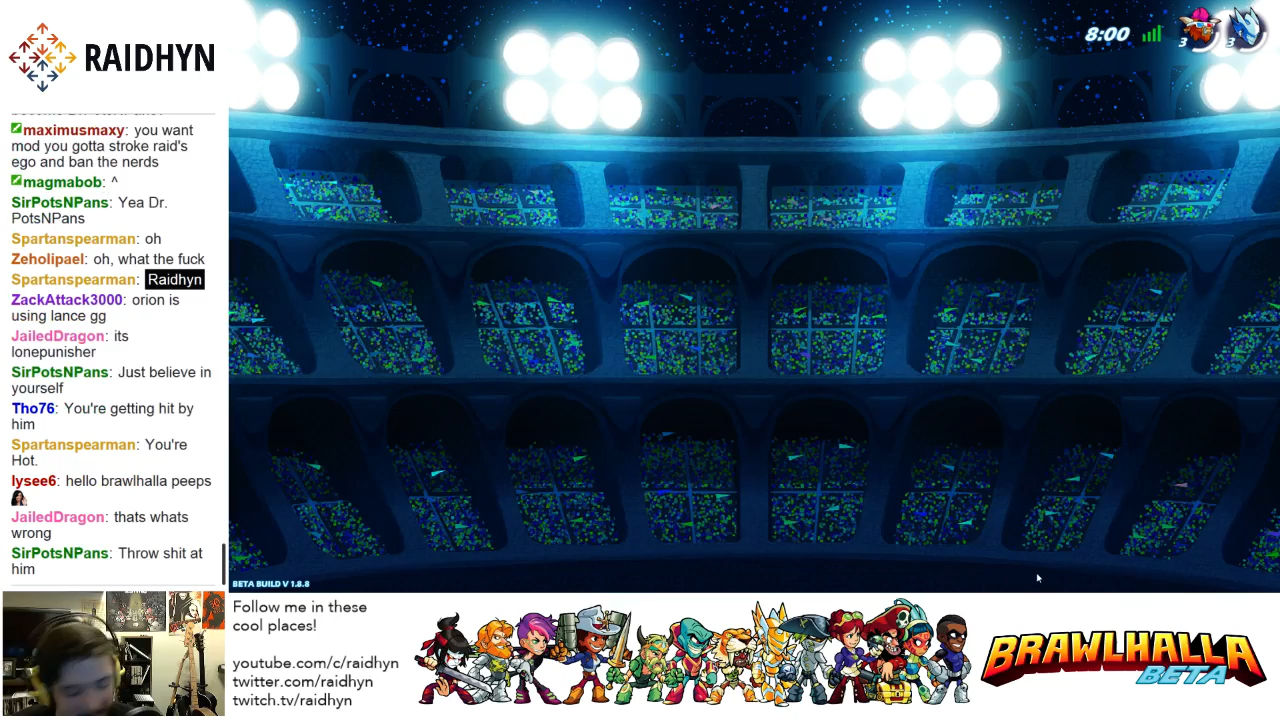 RAIDHYN
8:00
3
3
maximusmaxy: you want
mod you gotta stroke raid's
ego and ban the nerds
magmabob: ^
SirPotsNPans: Yea Dr.
PotsNPans
Spartanspearman: oh
Zeholipael: oh, what the fuck
Spartanspearman: Raidhyn
ZackAttack3000: orion is
using lance gg
JailedDragon: its
lonepunisher
SirPotsNPans: Just believe in
yourself
Tho76: You're getting hit by
him
Spartanspearman: You're
Hot.
lysee6: hello brawlhalla peeps
JailedDragon: thats whats
wrong
SirPotsNPans: Throw shit at
him
BETA BUILD V 1.8.8
Follow me in these
cool places!
youtube.com/c/raidhyn
twitter.com/raidhyn
twitch.tv/raidhyn
BRAWLHALLA
BETA